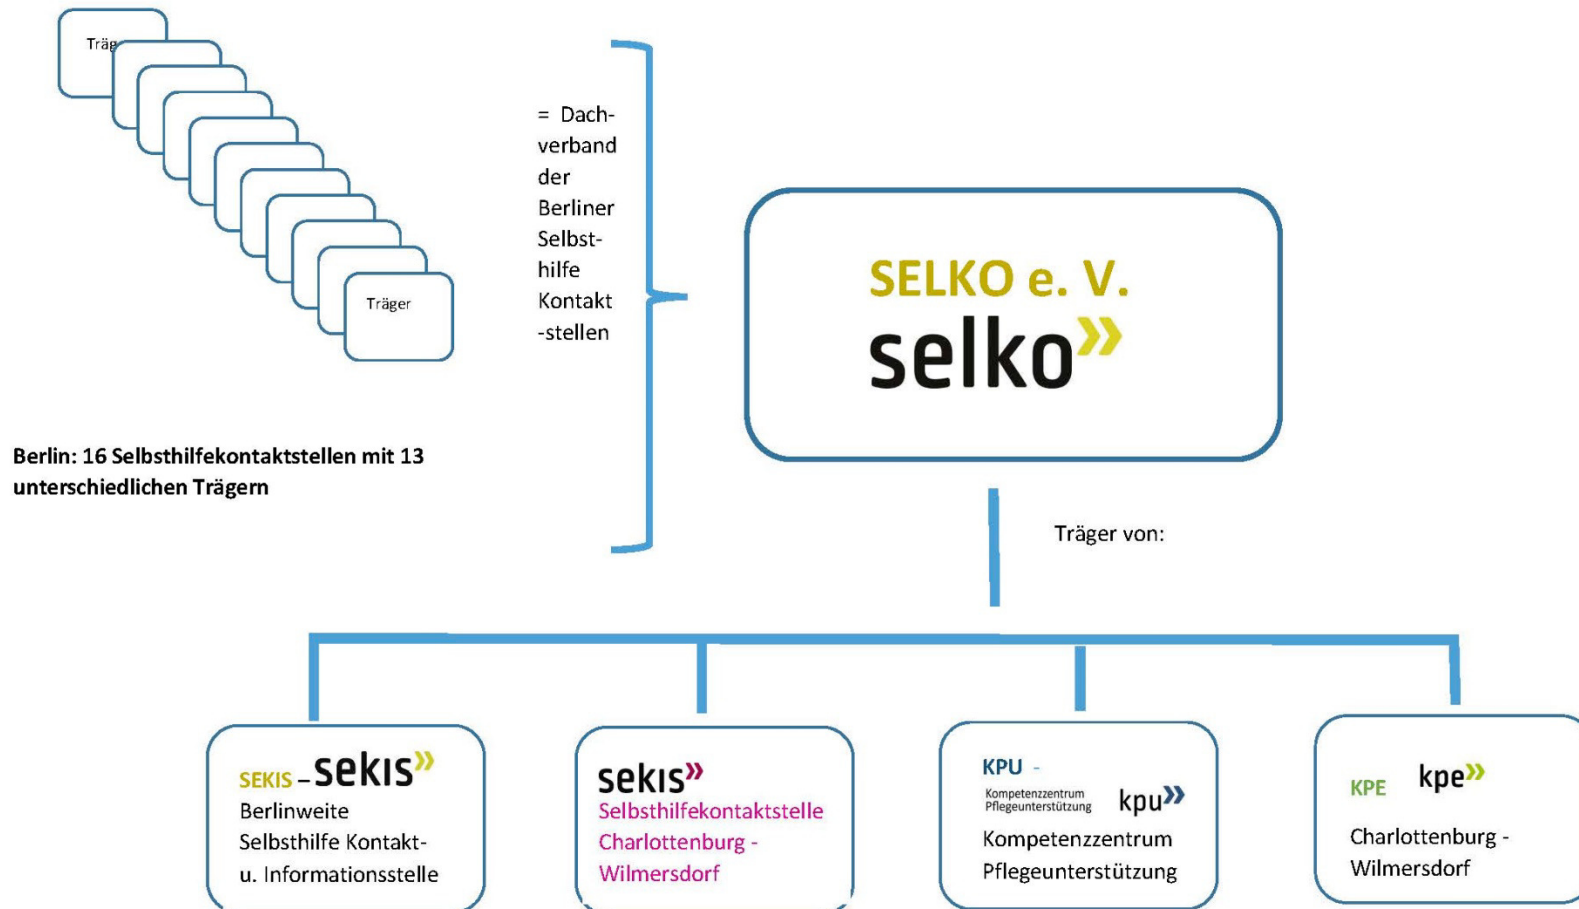 Träg
Träger
Berlin: 16 Selbsthilfekontaktstellen mit 13
unterschiedlichen Trägern
= Dach-
verband
der
Berliner
Selbst-
hilfe
Kontakt
-stellen
SELKO e. V.
selko»
Träger von:
SEKIS – sekis»
Berlinweite
Selbsthilfe Kontakt-
u. Informationsstelle
sekis»
Selbsthilfekontaktstelle
Charlottenburg -
Wilmersdorf
KPU -
Kompetenzzentrum
Pflegeunterstützung kpu»
Kompetenzzentrum
Pflegeunterstützung
KPE kpe»
Charlottenburg -
Wilmersdorf